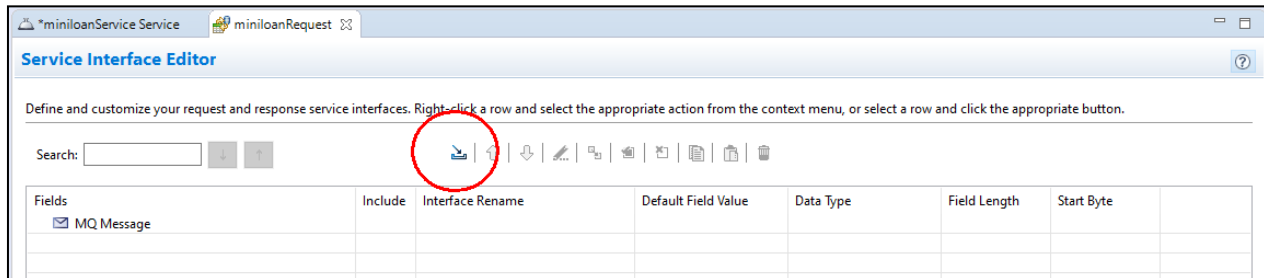 *miniloanService Service miniloanRequest
Service Interface Editor
Define and customize your request and response service interfaces. Right-click a row and select the appropriate action from the context menu, or select a row and click the appropriate button.
Search:
Fields Include Interface Rename Default Field Value Data Type Field Length Start Byte
MQ Message